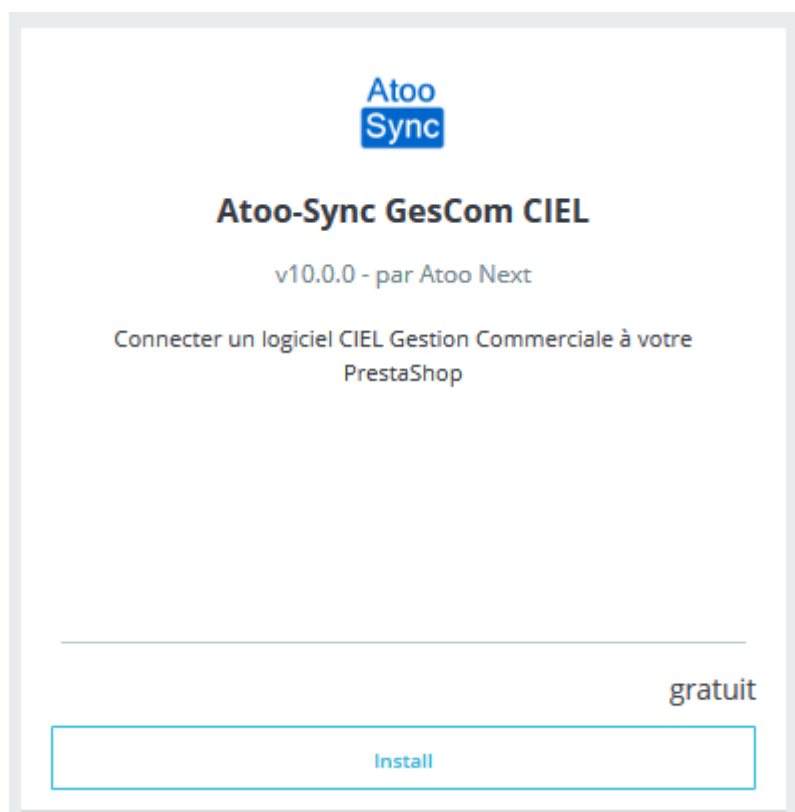 Atoo
Sync
Atoo-Sync GesCom CIEL
v10.0.0 - par Atoo Next
Connecter un logiciel CIEL Gestion Commerciale à votre
PrestaShop
gratuit
Install